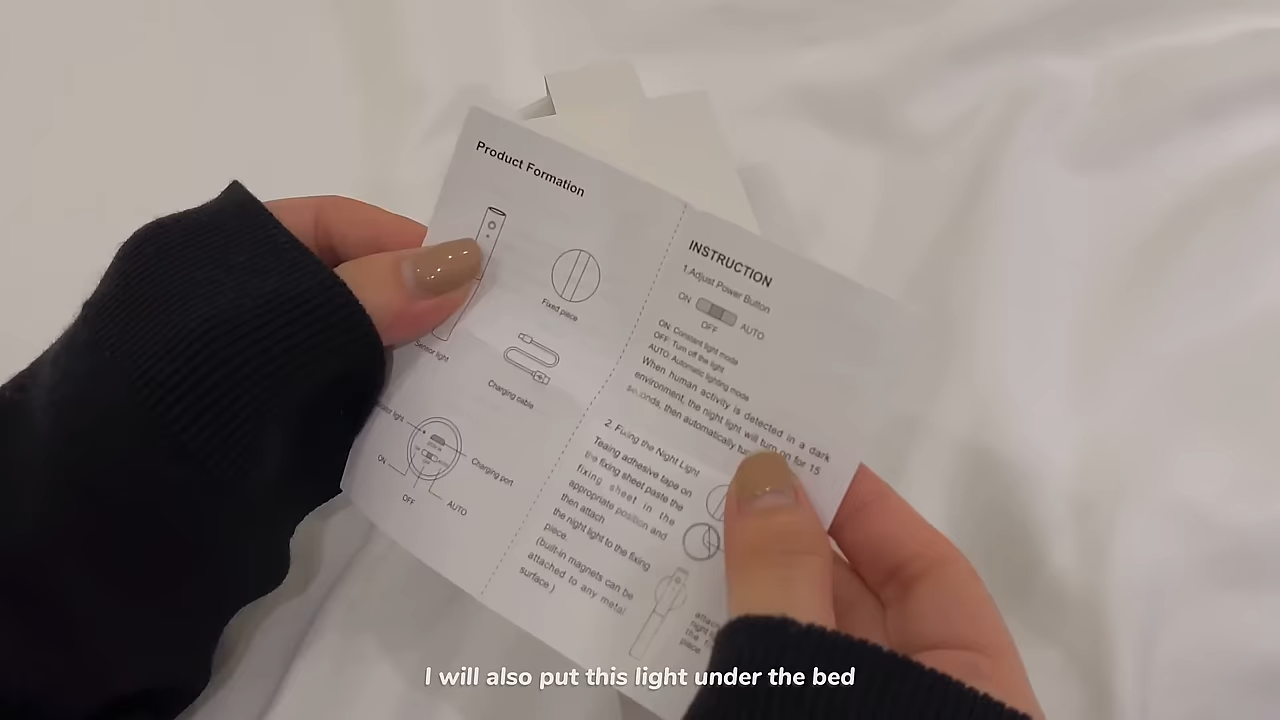 Product Formation
Sensor light
Fixed piece
Charging cable
light
Charging port
ON
OFF
AUTO
INSTRUCTION
1.Adjust Power Button
ON
OFF
AUTO
ON: Constant light mode
OFF: Turn off the light
AUTO: Automatic lighting mode
When human activity is detected in a dark
environment, the night light will turn on for 15
seconds, then automatically
2. Fixing the Night Light
Teaing adhesive tape on
the fixing sheet paste the
fixing sheet in the
appropriate position and
then attach
the night light to the fixing
piece.
(built-in magnets can be
attached to any metal
surface.)
the
piece
I will also put this light under the bed